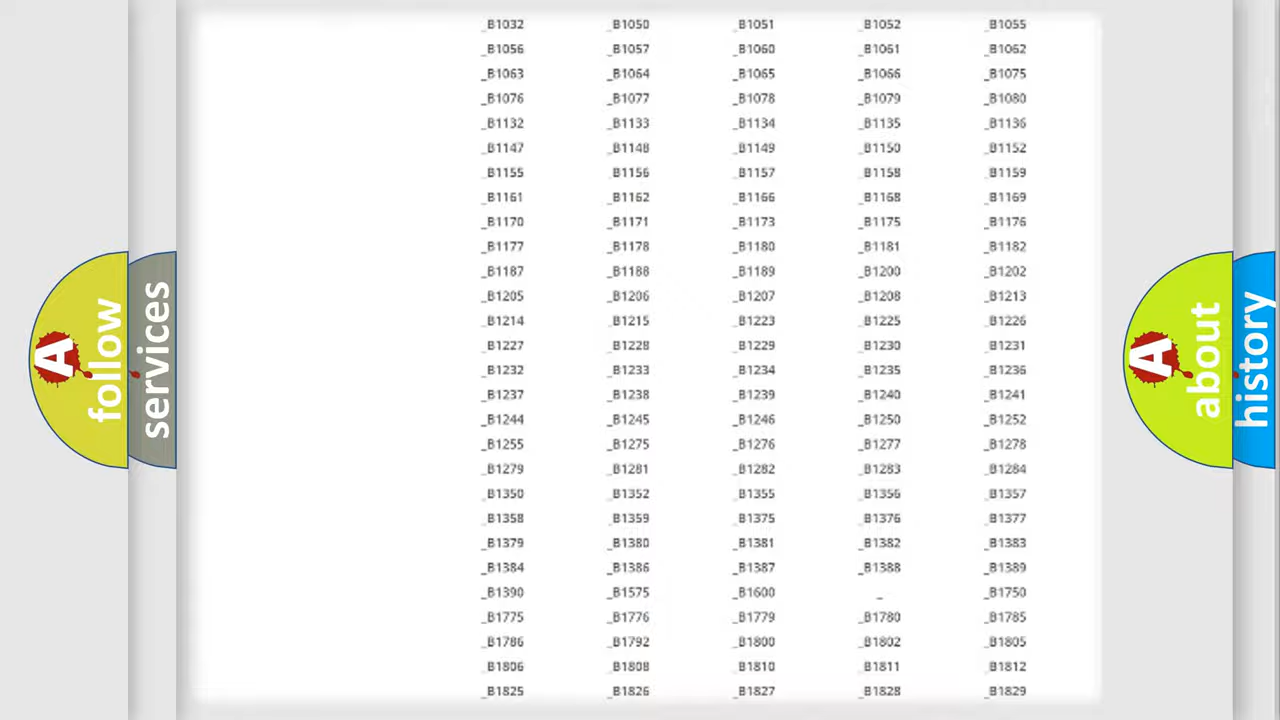 _B1032 _B1050 _B1051 _B1052 _B1055
_B1056 _B1057 _B1060 _B1061 _B1062
_B1063 _B1064 _B1065 _B1066 _B1075
_B1076 _B1077 _B1078 _B1079 _B1080
_B1132 _B1133 _B1134 _B1135 _B1136
_B1147 _B1148 _B1149 _B1150 _B1152
_B1155 _B1156 _B1157 _B1158 _B1159
_B1161 _B1162 _B1166 _B1168 _B1169
_B1170 _B1171 _B1173 _B1175 _B1176
_B1177 _B1178 _B1180 _B1181 _B1182
_B1187 _B1188 _B1189 _B1200 _B1202
_B1205 _B1206 _B1207 _B1208 _B1213
_B1214 _B1215 _B1223 _B1225 _B1226
_B1227 _B1228 _B1229 _B1230 _B1231
_B1232 _B1233 _B1234 _B1235 _B1236
_B1237 _B1238 _B1239 _B1240 _B1241
_B1244 _B1245 _B1246 _B1250 _B1252
_B1255 _B1275 _B1276 _B1277 _B1278
_B1279 _B1281 _B1282 _B1283 _B1284
_B1350 _B1352 _B1355 _B1356 _B1357
_B1358 _B1359 _B1375 _B1376 _B1377
_B1379 _B1380 _B1381 _B1382 _B1383
_B1384 _B1386 _B1387 _B1388 _B1389
_B1390 _B1575 _B1600 _ _B1750
_B1775 _B1776 _B1779 _B1780 _B1785
_B1786 _B1792 _B1800 _B1802 _B1805
_B1806 _B1808 _B1810 _B1811 _B1812
_B1825 _B1826 _B1827 _B1828 _B1829
A
follow
services
A
about
history